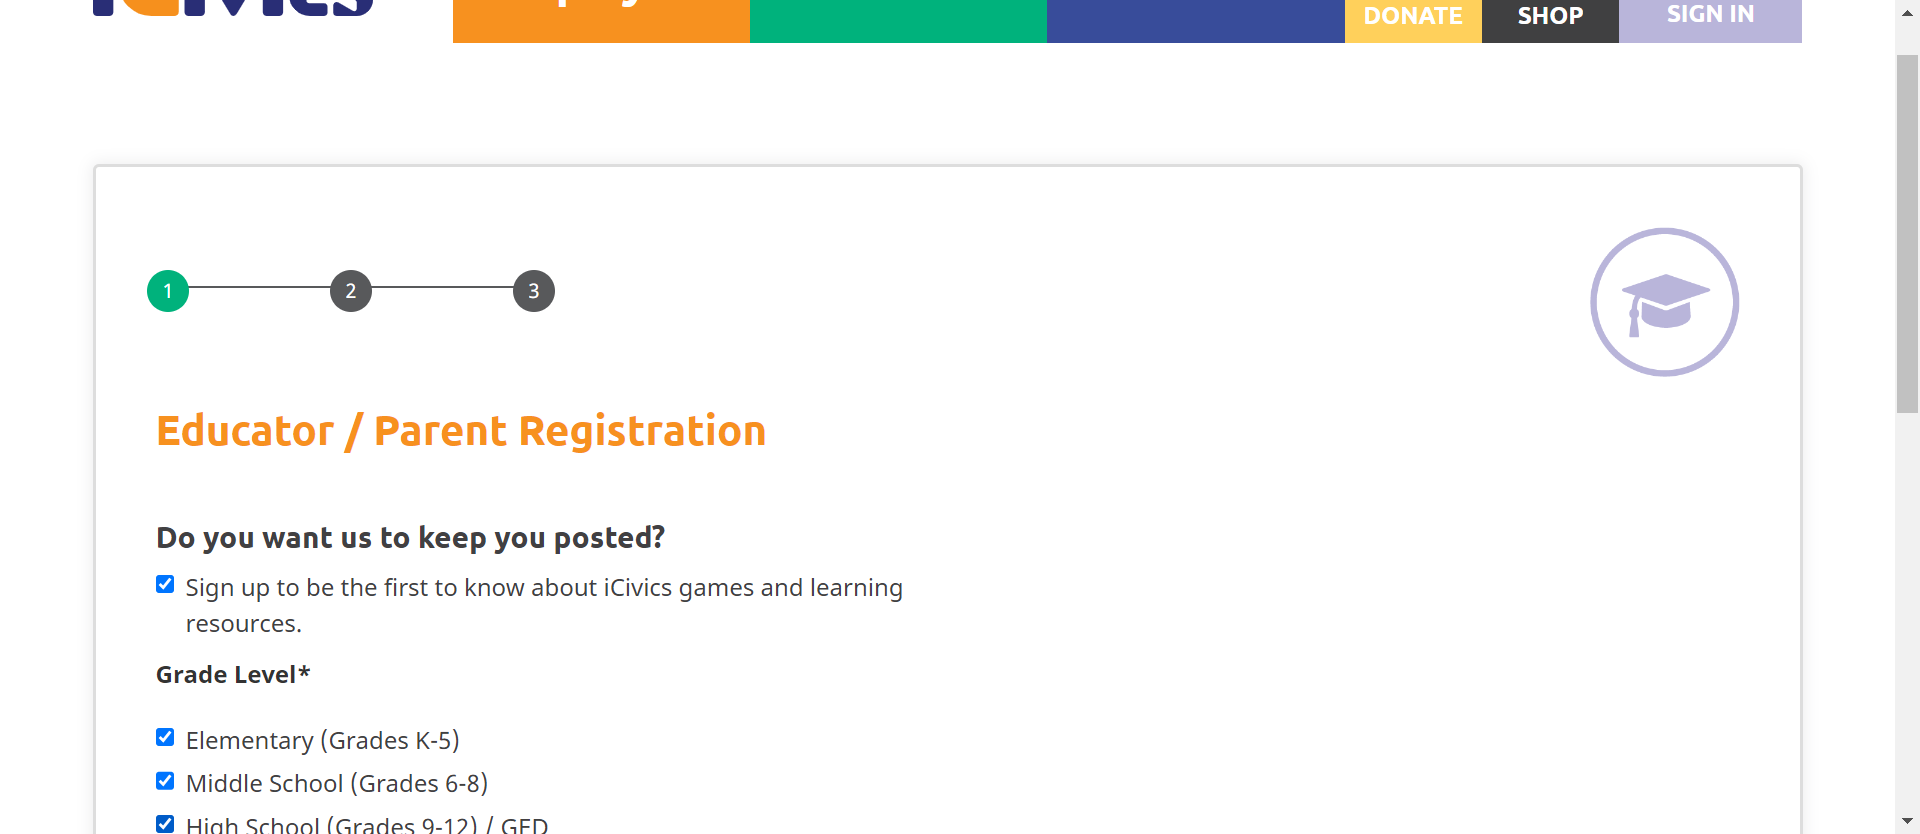 DONATE SHOP SIGN IN
1 2 3
Educator / Parent Registration
Do you want us to keep you posted?
Sign up to be the first to know about iCivics games and learning
resources.
Grade Level*
Elementary (Grades K-5)
Middle School (Grades 6-8)
High School (Grades 9-12) / GED